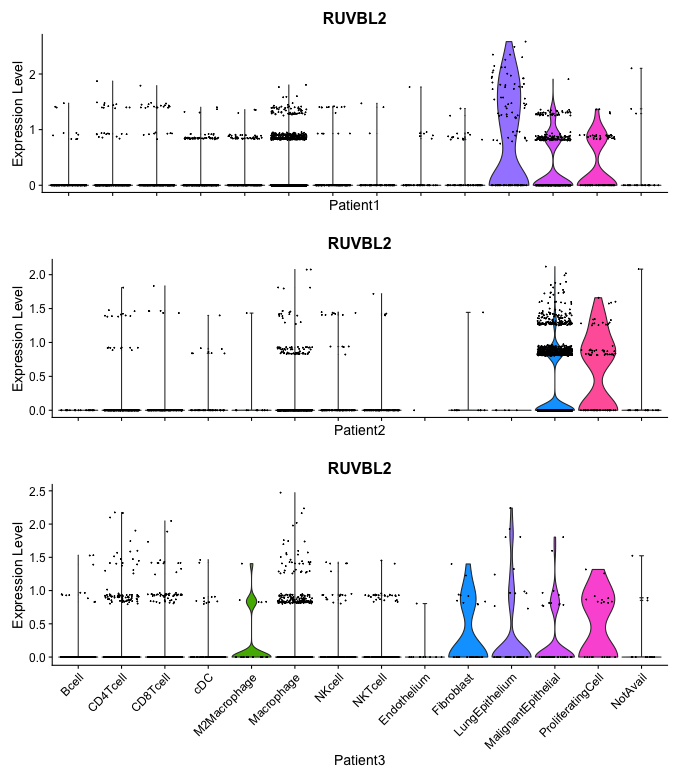 RUVBL2
Expression Level
2
1
0
Patient1
RUVBL2
Expression Level
2.0
1.5
1.0
0.5
0.0
Patient2
RUVBL2
Expression Level
2.5
2.0
1.5
1.0
0.5
0.0
Bcell
CD4Tcell
CD8Tcell
cDC
M2Macrophage
Macrophage
NKcell
NKTcell
Endothelium
Fibroblast
LungEpithelium
MalignantEpithelial
ProliferatingCell
NotAvail
Patient3